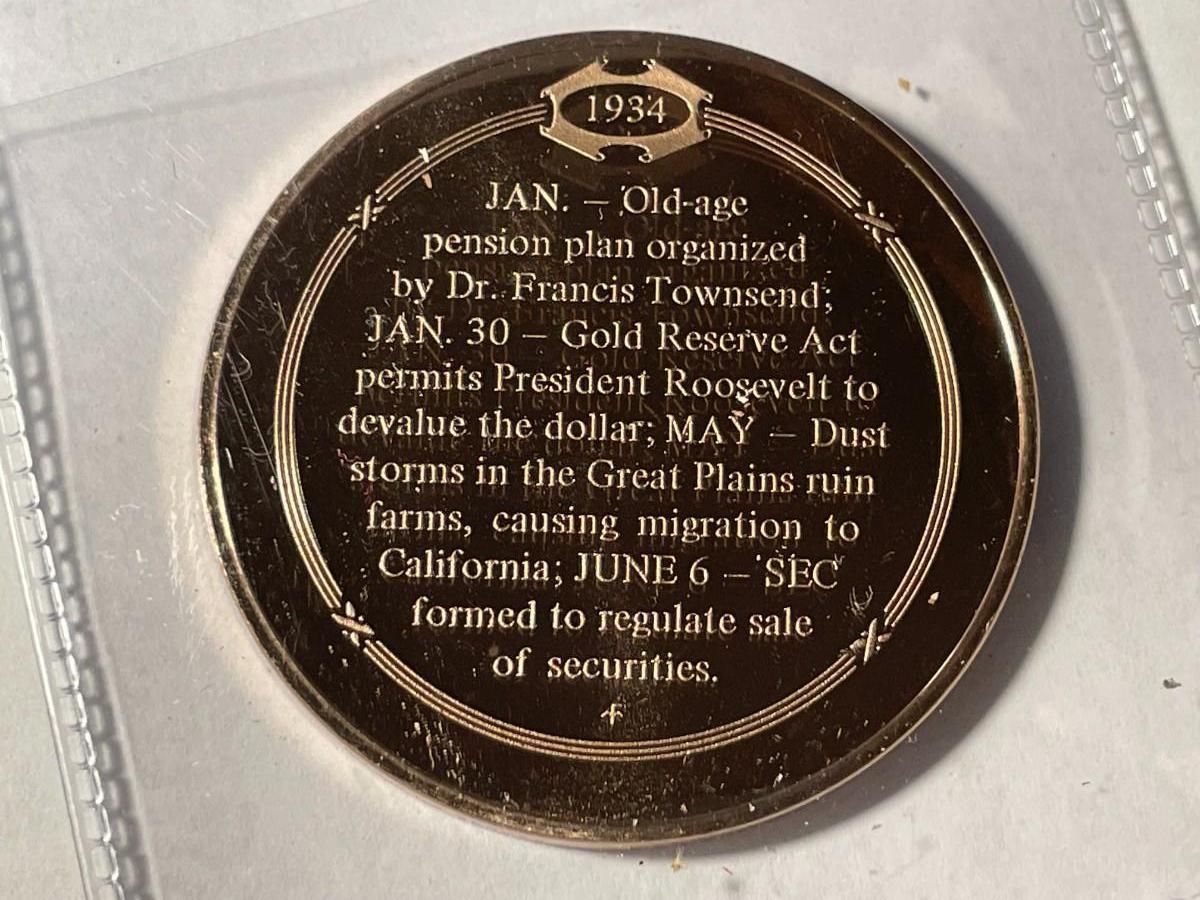 1934
JAN. – Old-age
pension plan organized
by Dr. Francis Townsend;
JAN. 30 – Gold Reserve Act
permits President Roosevelt to
devalue the dollar; MAY – Dust
storms in the Great Plains ruin
farms, causing migration to
California; JUNE 6 – SEC
formed to regulate sale
of securities.